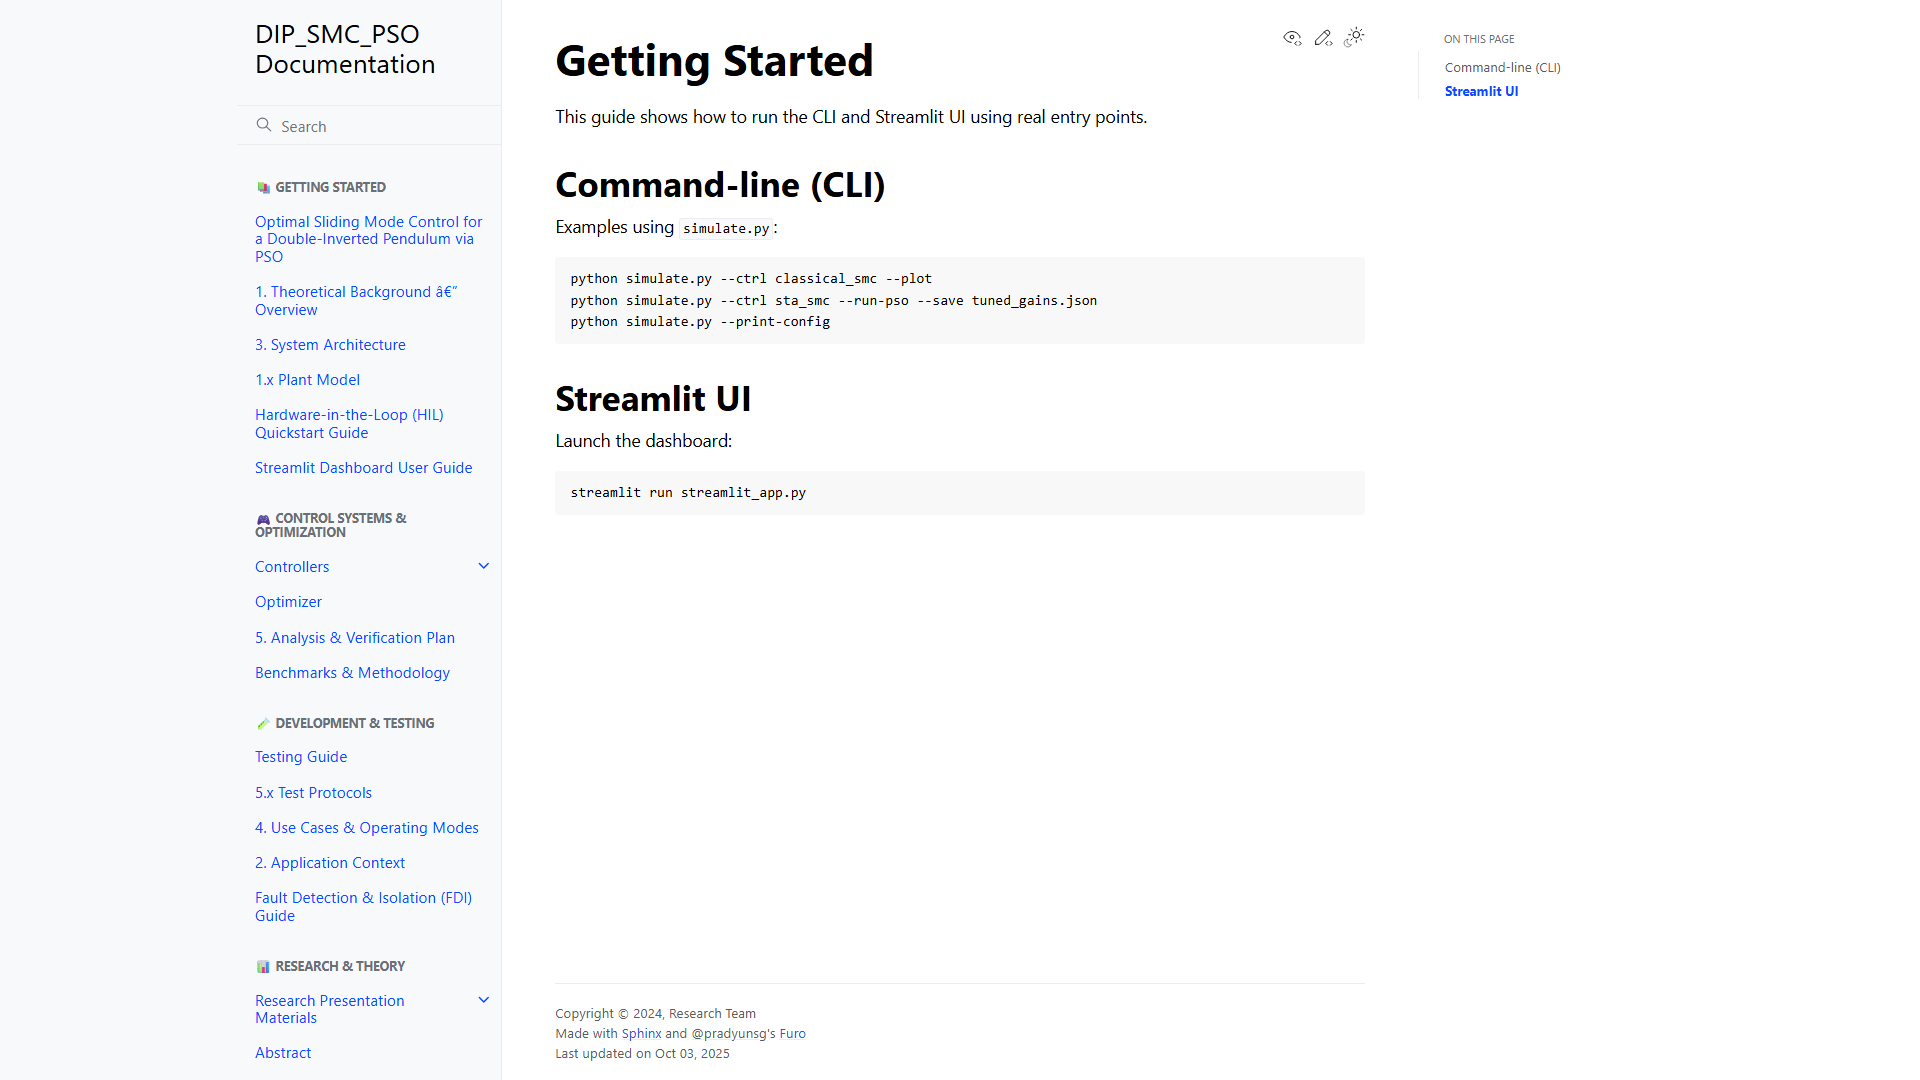 DIP_SMC_PSO
Documentation
Search
GETTING STARTED
Optimal Sliding Mode Control for
a Double-Inverted Pendulum via
PSO
1. Theoretical Background â€”
Overview
3. System Architecture
1.x Plant Model
Hardware-in-the-Loop (HIL)
Quickstart Guide
Streamlit Dashboard User Guide
CONTROL SYSTEMS &
OPTIMIZATION
Controllers
Optimizer
5. Analysis & Verification Plan
Benchmarks & Methodology
DEVELOPMENT & TESTING
Testing Guide
5.x Test Protocols
4. Use Cases & Operating Modes
2. Application Context
Fault Detection & Isolation (FDI)
Guide
RESEARCH & THEORY
Research Presentation
Materials
Abstract
Getting Started
This guide shows how to run the CLI and Streamlit UI using real entry points.
Command-line (CLI)
Examples using simulate.py:
python simulate.py --ctrl classical_smc --plot
python simulate.py --ctrl sta_smc --run-pso --save tuned_gains.json
python simulate.py --print-config
Streamlit UI
Launch the dashboard:
streamlit run streamlit_app.py
Copyright © 2024, Research Team
Made with Sphinx and @pradyunsg's Furo
Last updated on Oct 03, 2025
ON THIS PAGE
Command-line (CLI)
Streamlit UI